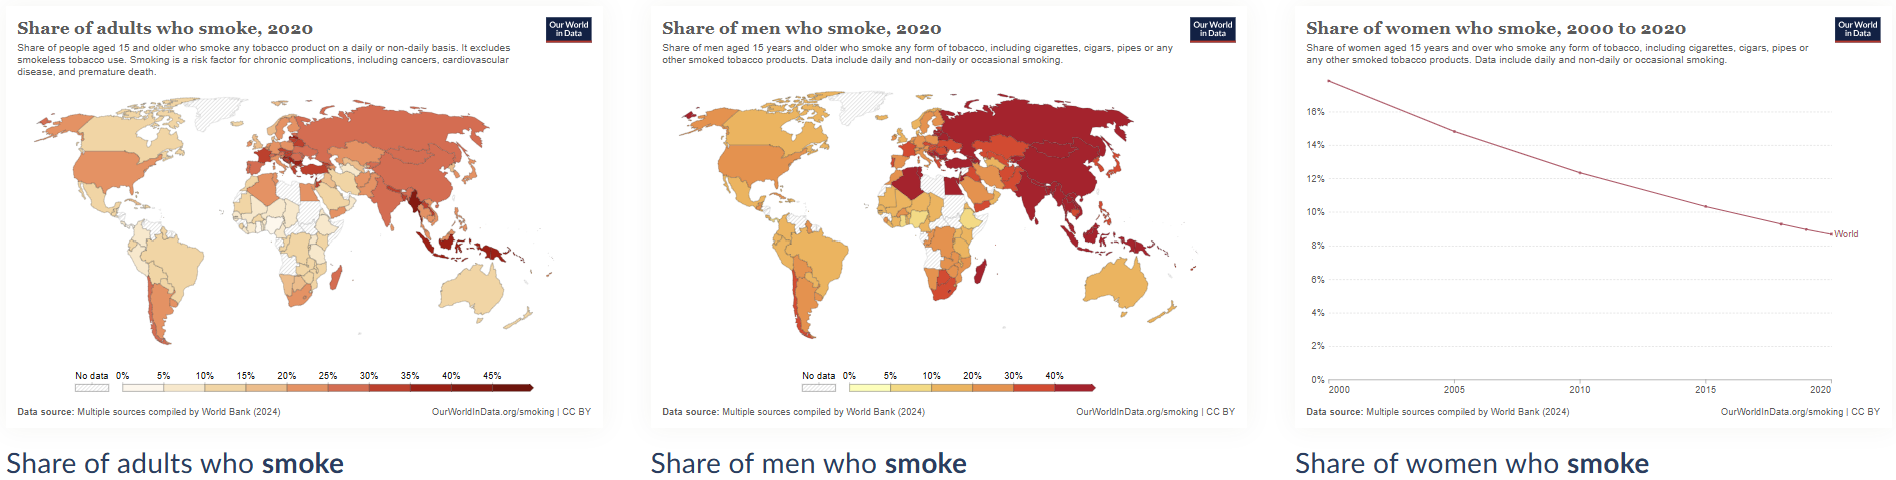 Share of adults who smoke, 2020
Our World
in Data
Share of people aged 15 and older who smoke any tobacco product on a daily or non-daily basis. It excludes
smokeless tobacco use. Smoking is a risk factor for chronic complications, including cancers, cardiovascular
disease, and premature death.
No data 0% 5% 10% 15% 20% 25% 30% 35% 40% 45%
Data source: Multiple sources compiled by World Bank (2024)
OurWorldInData.org/smoking | CC BY
Share of adults who smoke
Share of men who smoke, 2020
Our World
in Data
Share of men aged 15 years and older who smoke any form of tobacco, including cigarettes, cigars, pipes or any
other smoked tobacco products. Data include daily and non-daily or occasional smoking.
No data 0% 5% 10% 20% 30% 40%
Data source: Multiple sources compiled by World Bank (2024)
OurWorldInData.org/smoking | CC BY
Share of men who smoke
Share of women who smoke, 2000 to 2020
Our World
in Data
Share of women aged 15 years and over who smoke any form of tobacco, including cigarettes, cigars, pipes or
any other smoked tobacco products. Data include daily and non-daily or occasional smoking.
16%
14%
12%
10%
World
8%
6%
4%
2%
0%
2000 2005 2010 2015 2020
Data source: Multiple sources compiled by World Bank (2024)
OurWorldInData.org/smoking | CC BY
Share of women who smoke